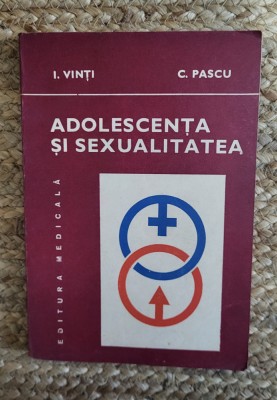 I. VINȚI C. PASCU
ADOLESCENȚA
ȘI SEXUALITATEA
EDITURA MEDICALĂ